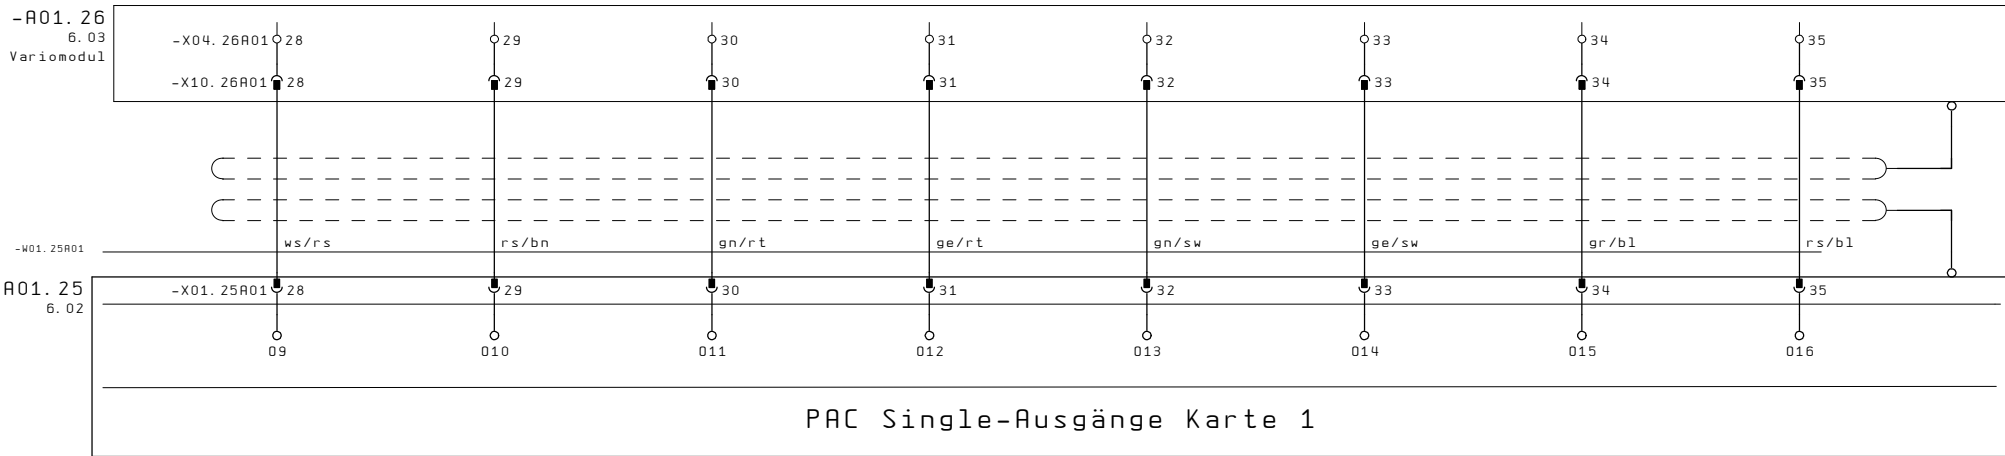 -A01.26
6.03
Variomodul
-X04.26A01 28 29 30 31 32 33 34 35
-X10.26A01 28 29 30 31 32 33 34 35
-W01.25A01 ws/rs rs/bn gn/rt ge/rt gn/sw ge/sw gr/bl rs/bl
A01.25
6.02
-X01.25A01 28 29 30 31 32 33 34 35
O9 O10 O11 O12 O13 O14 O15 O16
PAC Single-Ausgänge Karte 1